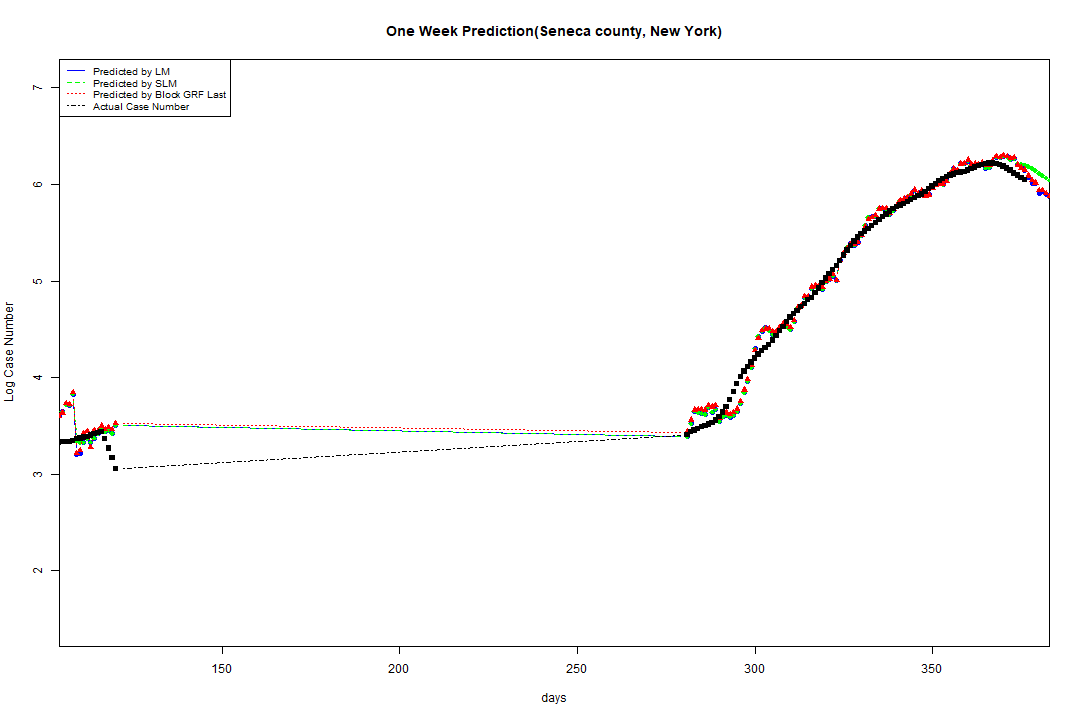 One Week Prediction(Seneca county, New York)
Predicted by LM
Predicted by SLM
Predicted by Block GRF Last
Actual Case Number
7
6
5
4
3
2
Log Case Number
150 200 250 300 350
days